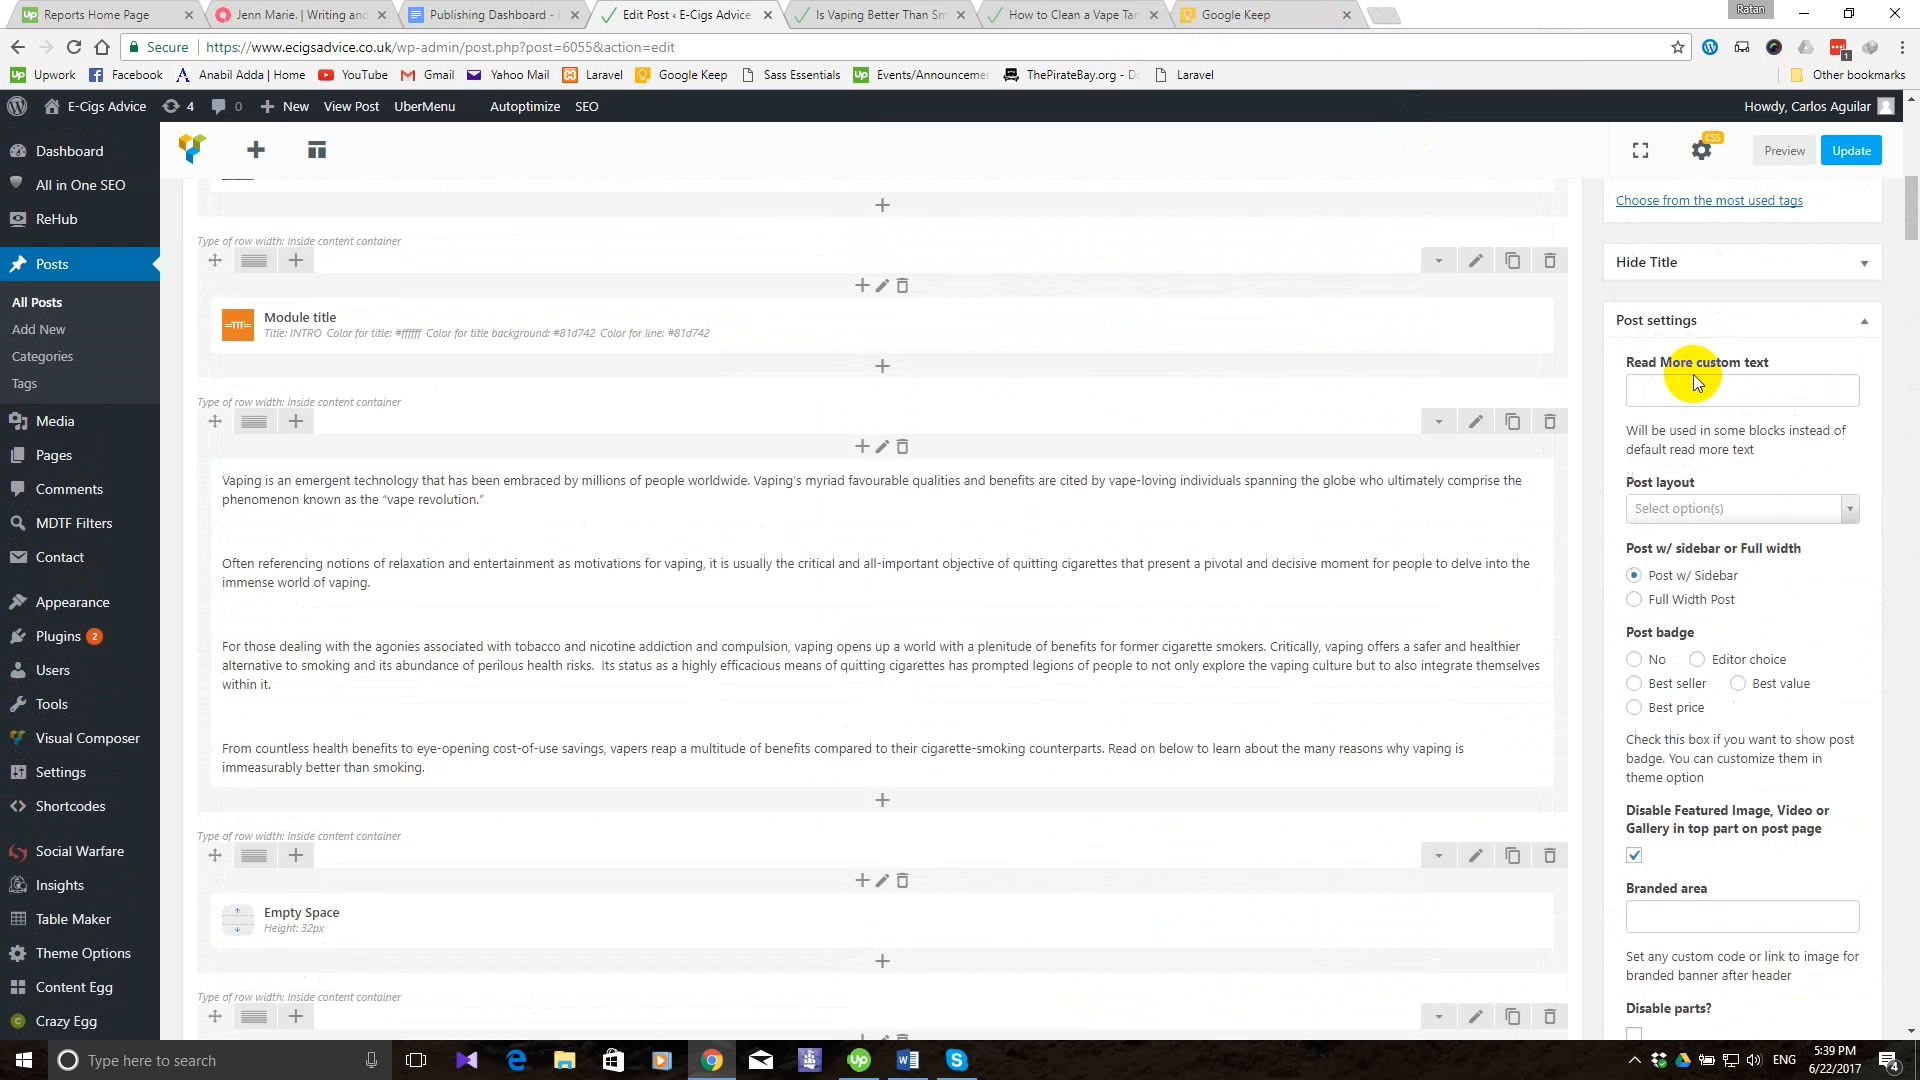 Reports Home Page
Jenn Marie. | Writing and
Publishing Dashboard -
Edit Post ‹ E-Cigs Advice
Is Vaping Better Than Sm
How to Clean a Vape Tan
Google Keep
Ratan
Secure
https://www.ecigsadvice.co.uk/wp-admin/post.php?post=6055&action=edit
Upwork
Facebook
Anabil Adda | Home
YouTube
Gmail
Yahoo Mail
Laravel
Google Keep
Sass Essentials
Events/Announcemen
ThePirateBay.org - Do
Laravel
Other bookmarks
E-Cigs Advice
4
0
New
View Post
UberMenu
Autoptimize
SEO
Howdy, Carlos Aguilar
Dashboard
All in One SEO
ReHub
Posts
All Posts
Add New
Categories
Tags
Media
Pages
Comments
MDTF Filters
Contact
Appearance
Plugins 2
Users
Tools
Visual Composer
Settings
Shortcodes
Social Warfare
Insights
Table Maker
Theme Options
Content Egg
Crazy Egg
CSS
Preview
Update
Type of row width: Inside content container
Module title
Title: INTRO Color for title: #ffffff Color for title background: #81d742 Color for line: #81d742
Type of row width: Inside content container
Vaping is an emergent technology that has been embraced by millions of people worldwide. Vaping's myriad favourable qualities and benefits are cited by vape-loving individuals spanning the globe who ultimately comprise the
phenomenon known as the “vape revolution.”
Often referencing notions of relaxation and entertainment as motivations for vaping, it is usually the critical and all-important objective of quitting cigarettes that present a pivotal and decisive moment for people to delve into the
immense world of vaping.
For those dealing with the agonies associated with tobacco and nicotine addiction and compulsion, vaping opens up a world with a plenitude of benefits for former cigarette smokers. Critically, vaping offers a safer and healthier
alternative to smoking and its abundance of perilous health risks. Its status as a highly efficacious means of quitting cigarettes has prompted legions of people to not only explore the vaping culture but to also integrate themselves
within it.
From countless health benefits to eye-opening cost-of-use savings, vapers reap a multitude of benefits compared to their cigarette-smoking counterparts. Read on below to learn about the many reasons why vaping is
immeasurably better than smoking.
Type of row width: Inside content container
Empty Space
Height: 32px
Type of row width: Inside content container
Choose from the most used tags
Hide Title
Post settings
Read More custom text
Will be used in some blocks instead of
default read more text
Post layout
Select option(s)
Post w/ sidebar or Full width
Post w/ Sidebar
Full Width Post
Post badge
No
Editor choice
Best seller
Best value
Best price
Check this box if you want to show post
badge. You can customize them in
theme option
Disable Featured Image, Video or
Gallery in top part on post page
Branded area
Set any custom code or link to image for
branded banner after header
Disable parts?
Type here to search
ENG
5:39 PM
6/22/2017
4